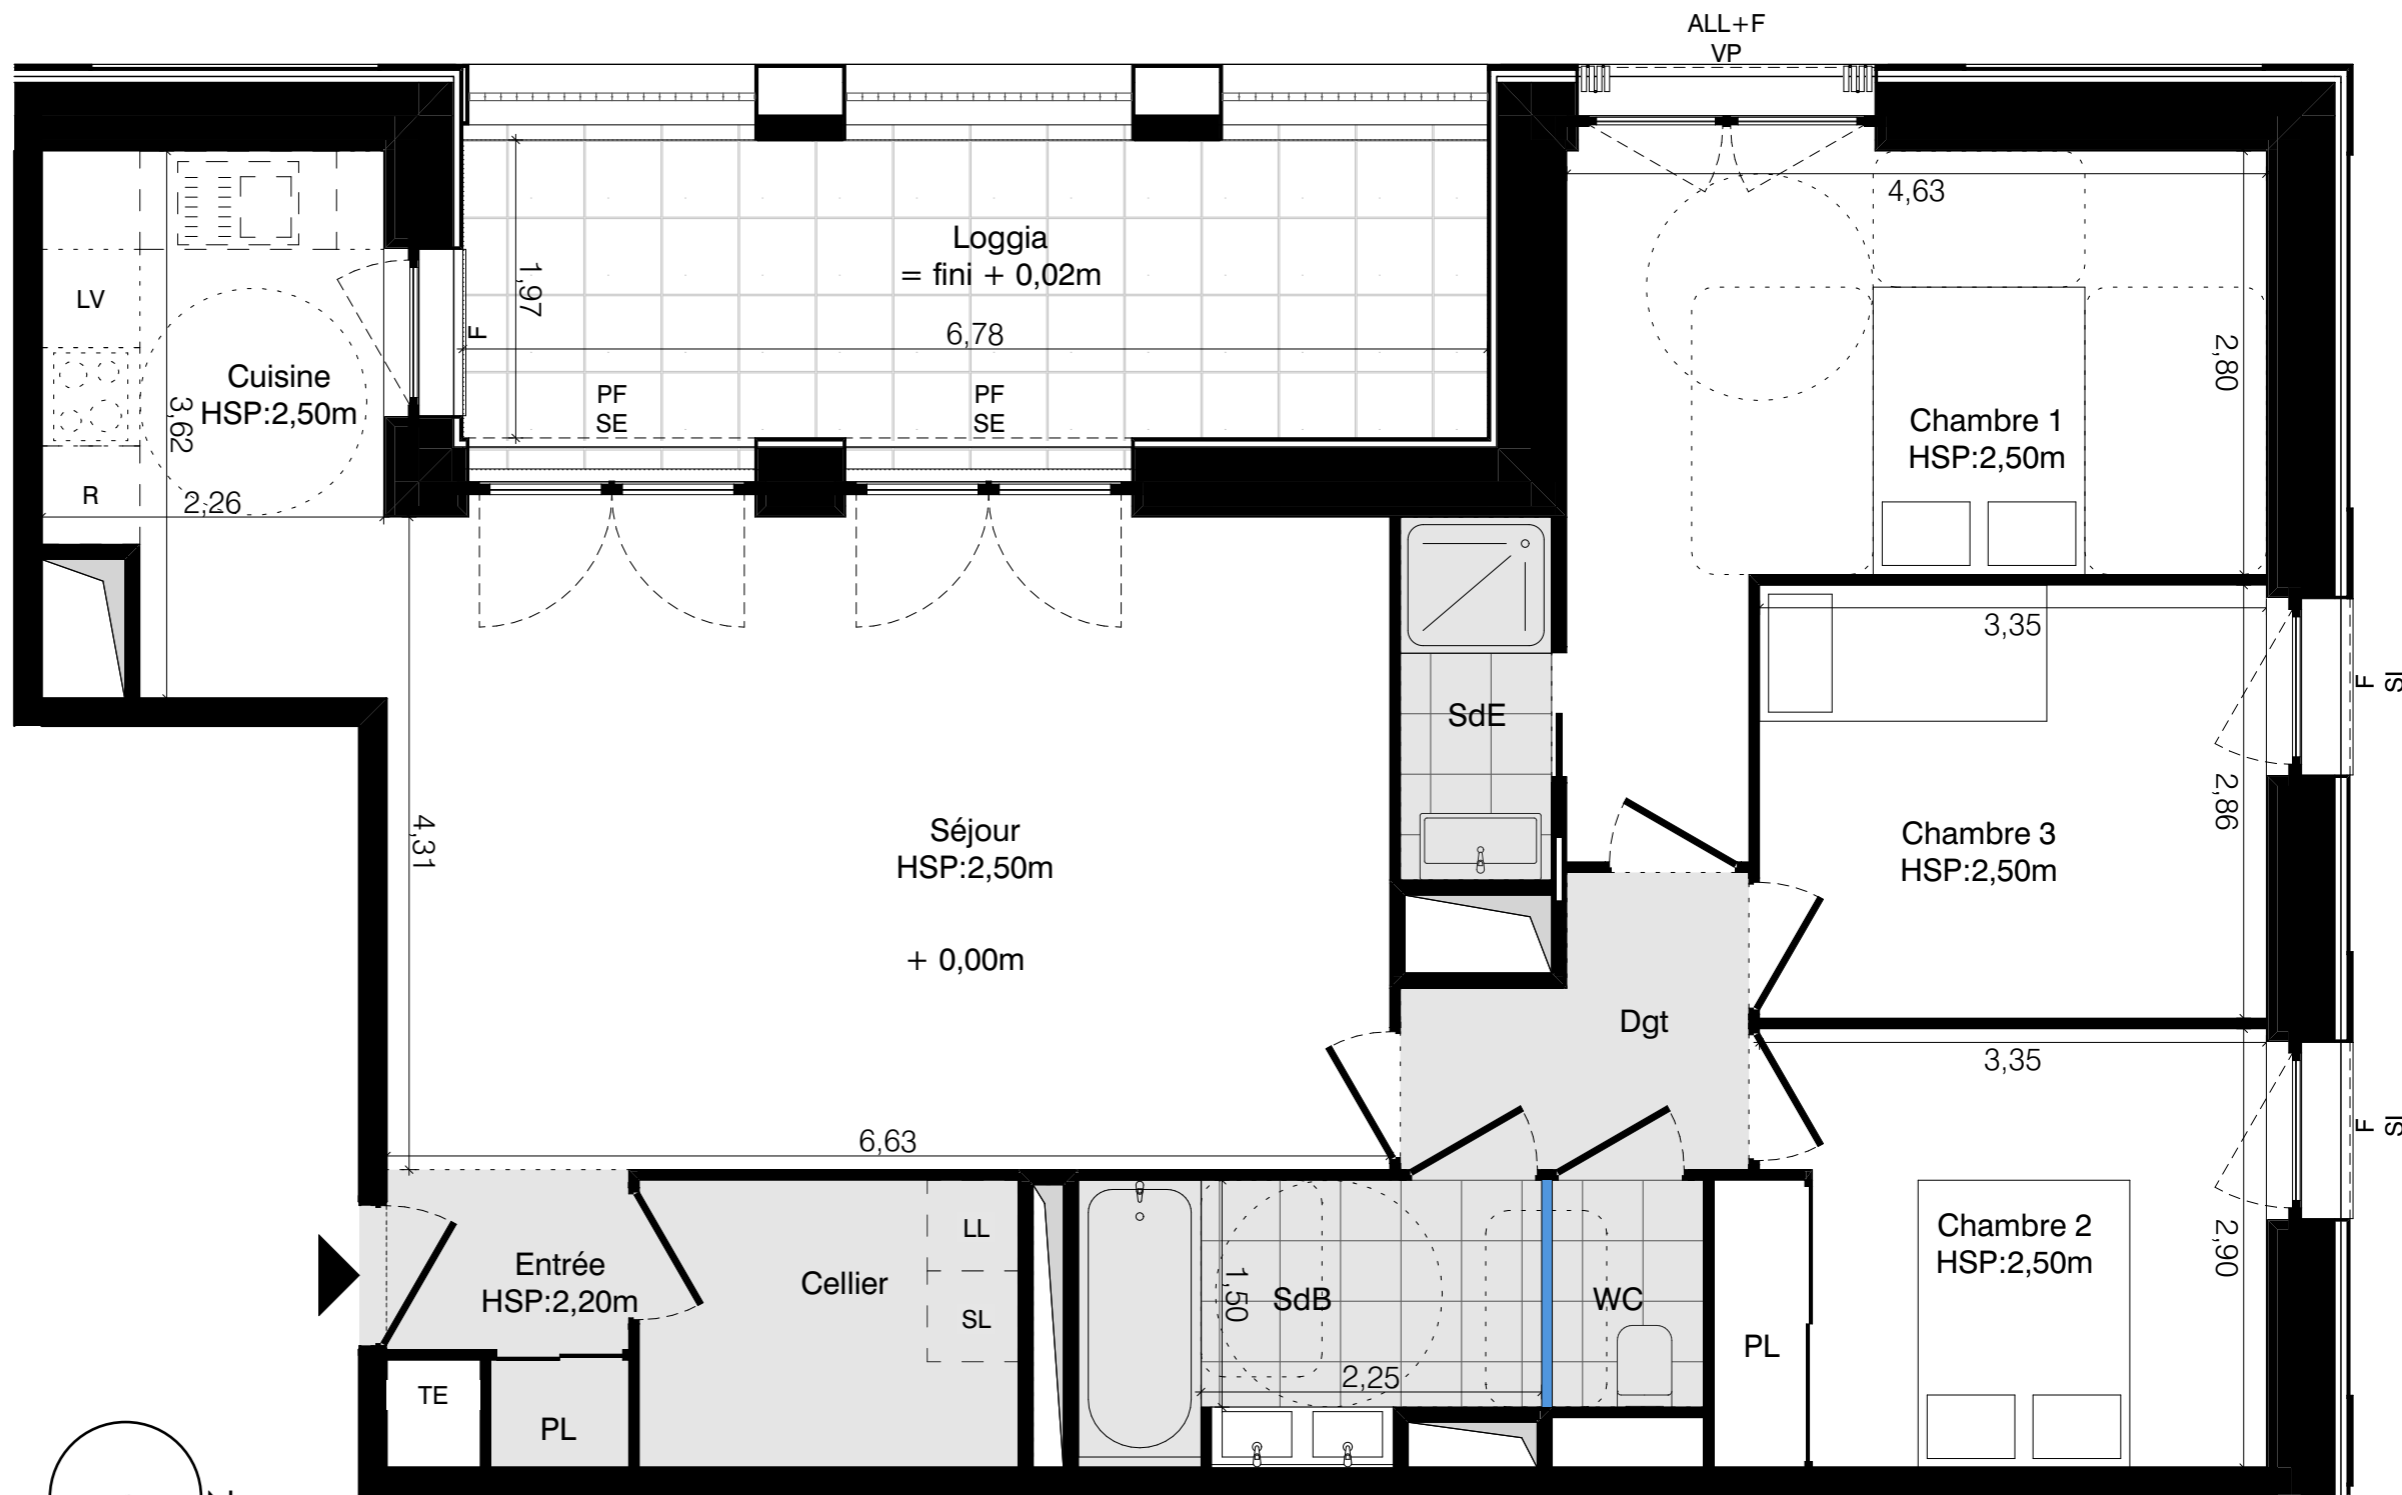 ALL+F
VP
4,63
Loggia
= fini + 0,02m
1,97
6,78
F
PF
SE
PF
SE
LV
Cuisine
HSP:2,50m
3,62
R
2,26
Chambre 1
HSP:2,50m
2,80
3,35
IS
F
SdE
Chambre 3
HSP:2,50m
2,86
Séjour
HSP:2,50m
4,31
+ 0,00m
Dgt
3,35
6,63
IS
F
Chambre 2
HSP:2,50m
2,90
Entrée
HSP:2,20m
Cellier
LL
SL
1,50
SdB
2,25
WC
PL
TE
PL